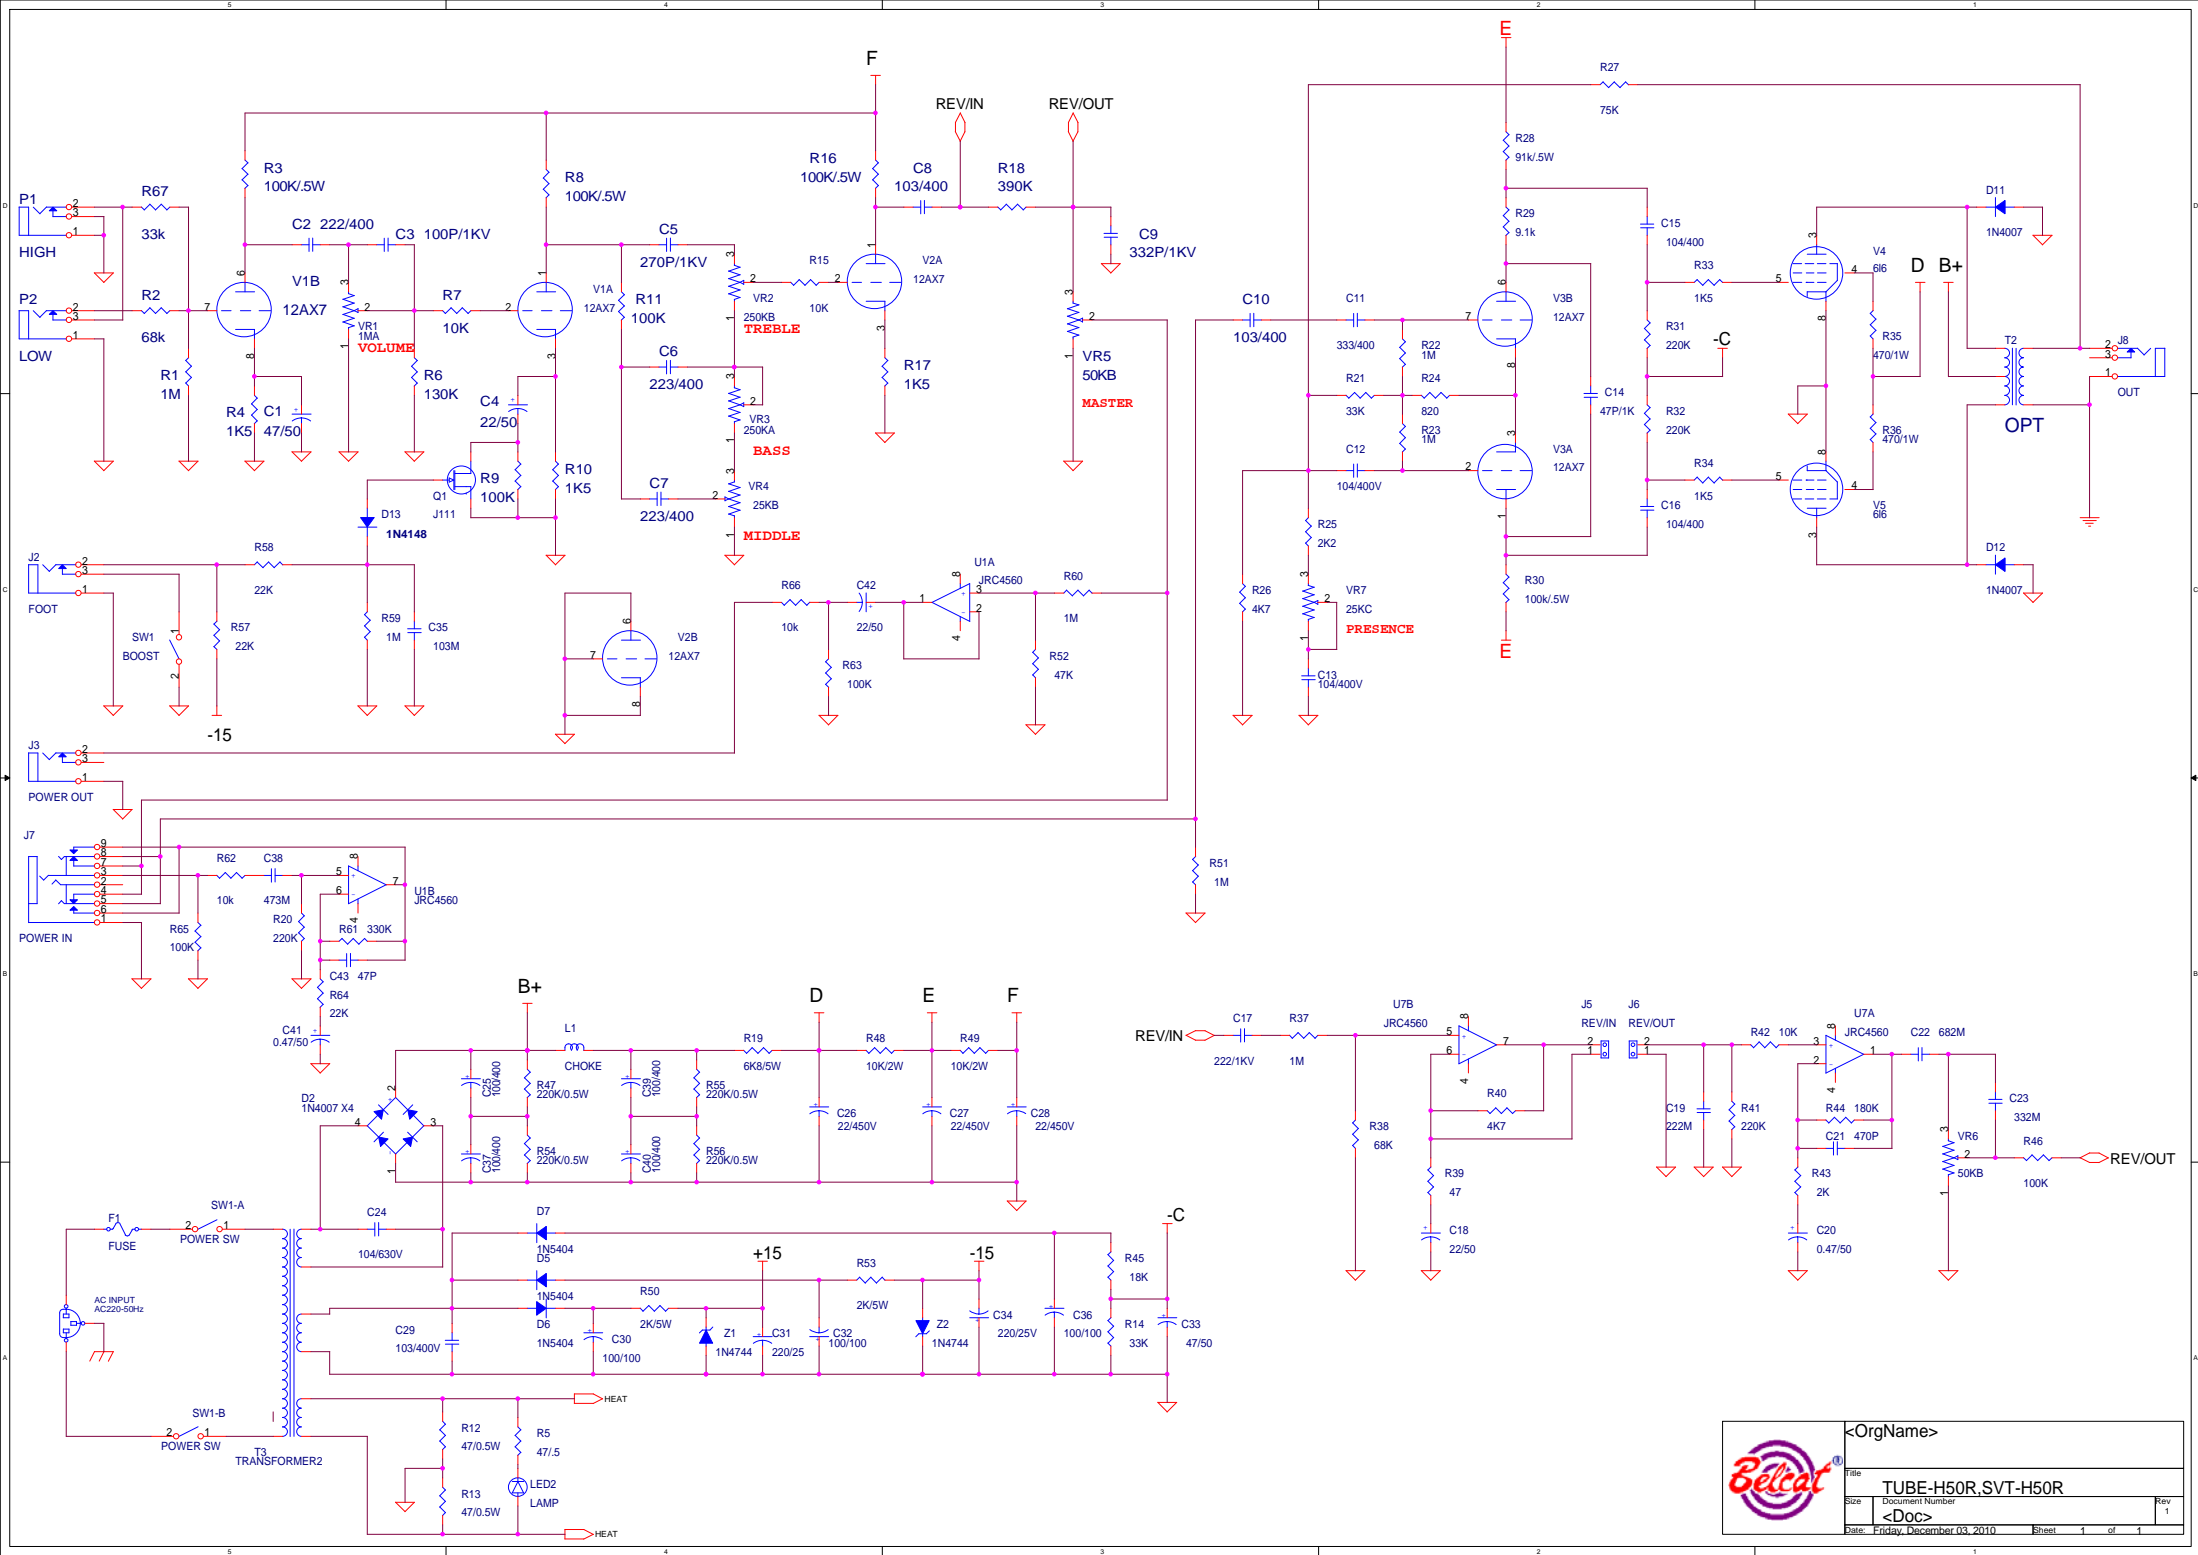 F
E
R27
75K
REV/IN
REV/OUT
R3
100K/.5W
R8
100K/.5W
R16
100K/.5W
C8
103/400
R18
390K
R28
91k/.5W
R29
9.1k
D11
1N4007
P1
HIGH
R67
33k
C2 222/400
C3 100P/1KV
C5
270P/1KV
C9
332P/1KV
C15
104/400
P2
LOW
R2
68k
V1B
12AX7
VR1
1MA
VOLUME
R7
10K
V1A
12AX7
R11
100K
VR2
250KB
TREBLE
R15
10K
V2A
12AX7
C10
103/400
C11
333/400
V3B
12AX7
R33
1K5
V4
6I6
D B+
R1
1M
R4
1K5
C1
47/50
R6
130K
C4
22/50
C6
223/400
VR3
250KA
BASS
R17
1K5
VR5
50KB
MASTER
R22
1M
R21
33K
R24
820
R23
1M
C12
104/400V
V3A
12AX7
C14
47P/1K
R31
220K
-C
R32
220K
R35
470/1W
R36
470/1W
T2
OPT
J8
OUT
Q1
J111
R9
100K
R10
1K5
C7
223/400
VR4
25KB
MIDDLE
D13
1N4148
R34
1K5
C16
104/400
V5
6I6
D12
1N4007
J2
FOOT
R58
22K
SW1
BOOST
R57
22K
-15
R59
1M
C35
103M
V2B
12AX7
R66
10k
C42
22/50
U1A
JRC4560
R60
1M
R63
100K
R52
47K
R26
4K7
R25
2K2
VR7
25KC
PRESENCE
C13
104/400V
R30
100k/.5W
E
J3
POWER OUT
J7
POWER IN
R62
10k
C38
473M
U1B
JRC4560
R65
100K
R20
220K
R61 330K
C43 47P
R64
22K
C41
0.47/50
R51
1M
B+
D
E
F
L1
CHOKE
R19
6K8/5W
R48
10K/2W
R49
10K/2W
D2
1N4007 X4
C25
100/400
R47
220K/0.5W
C39
100/400
R55
220K/0.5W
C37
100/400
R54
220K/0.5W
C40
100/400
R56
220K/0.5W
C26
22/450V
C27
22/450V
C28
22/450V
REV/IN
C17
222/1KV
R37
1M
R38
68K
U7B
JRC4560
R40
4K7
R39
47
C18
22/50
J5
REV/IN
J6
REV/OUT
C19
222M
R41
220K
R42 10K
U7A
JRC4560
R44 180K
C21 470P
R43
2K
C20
0.47/50
C22 682M
C23
332M
VR6
50KB
R46
100K
REV/OUT
F1
FUSE
SW1-A
POWER SW
C24
104/630V
AC INPUT
AC220-50Hz
SW1-B
POWER SW
T3
TRANSFORMER2
D7
1N5404
D5
1N5404
D6
1N5404
C29
103/400V
C30
100/100
R50
2K/5W
+15
Z1
1N4744
C31
220/25
C32
100/100
R53
2K/5W
Z2
1N4744
-15
C34
220/25V
C36
100/100
R45
18K
R14
33K
-C
C33
47/50
HEAT
R12
47/0.5W
R5
47/.5
R13
47/0.5W
LED2
LAMP
HEAT
Belcat ®
<OrgName>
Title
TUBE-H50R,SVT-H50R
Size Document Number Rev
<Doc> 1
Date: Friday, December 03, 2010 Sheet 1 of 1